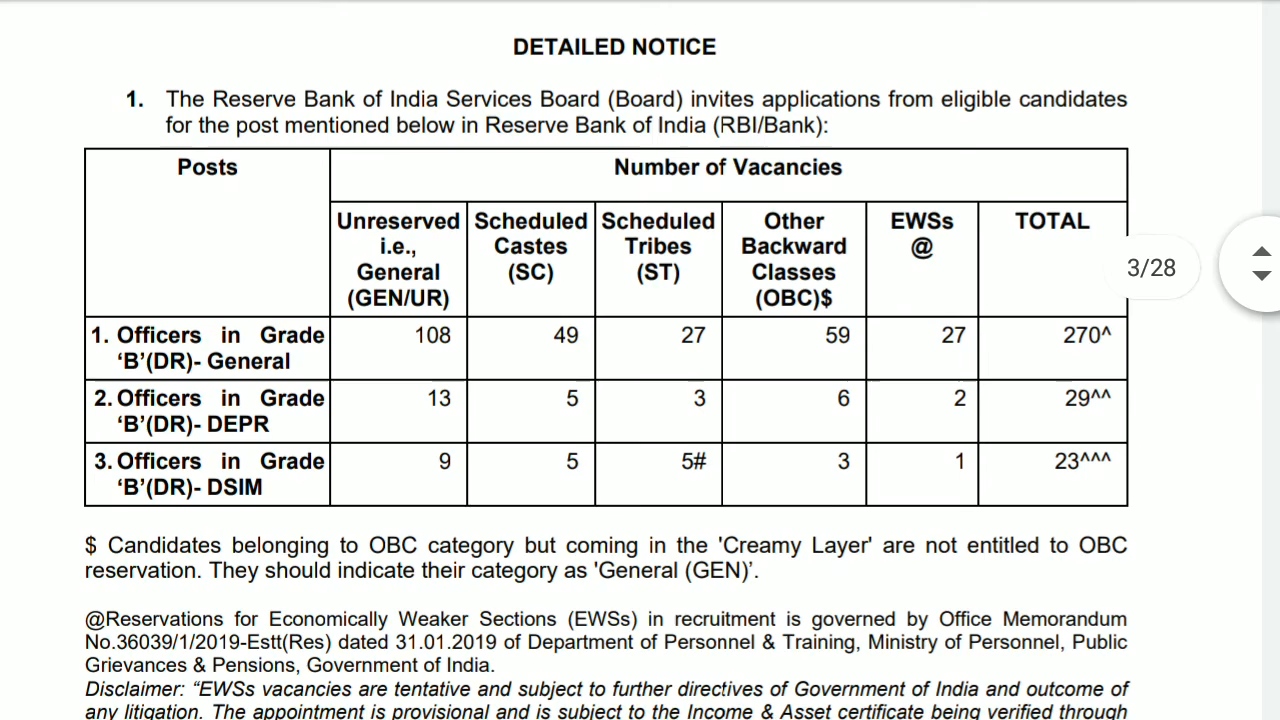 DETAILED NOTICE
1. The Reserve Bank of India Services Board (Board) invites applications from eligible candidates
for the post mentioned below in Reserve Bank of India (RBI/Bank):
Posts Number of Vacancies
Unreserved Scheduled Scheduled Other EWSs TOTAL
i.e., Castes Tribes Backward @
General (SC) (ST) Classes
(GEN/UR) (OBC)$
3/28
1. Officers in Grade 108 49 27 59 27 270^
‘B’(DR)- General
2. Officers in Grade 13 5 3 6 2 29^^
‘B’(DR)- DEPR
3. Officers in Grade 9 5 5# 3 1 23^^^
‘B’(DR)- DSIM
$ Candidates belonging to OBC category but coming in the 'Creamy Layer' are not entitled to OBC
reservation. They should indicate their category as 'General (GEN)’.
@Reservations for Economically Weaker Sections (EWSs) in recruitment is governed by Office Memorandum
No.36039/1/2019-Estt(Res) dated 31.01.2019 of Department of Personnel & Training, Ministry of Personnel, Public
Grievances & Pensions, Government of India.
Disclaimer: “EWSs vacancies are tentative and subject to further directives of Government of India and outcome of
any litigation. The appointment is provisional and is subject to the Income & Asset certificate being verified through